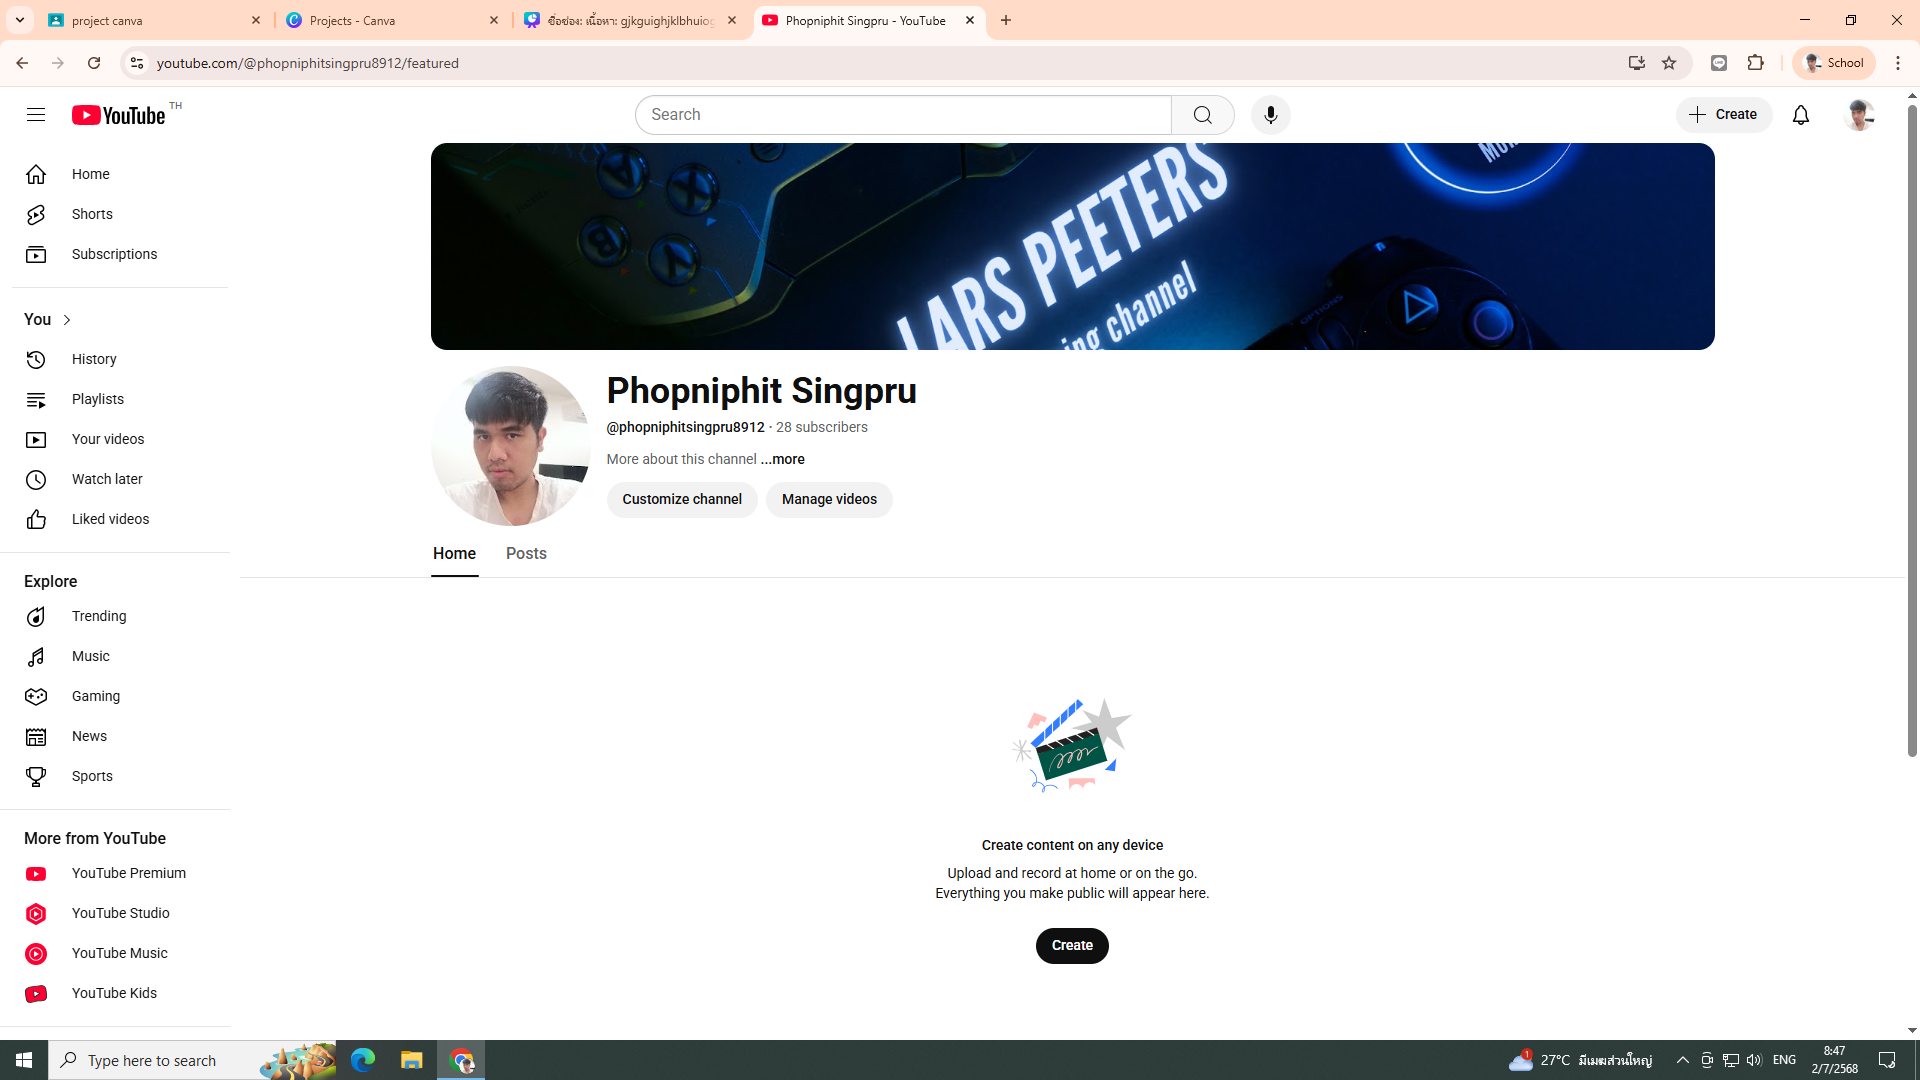 project canva
Projects - Canva
ชื่อช่อง: เนื้อหา: gjkguighjklbhuiog
Phopniphit Singpru - YouTube
youtube.com/@phopniphitsingpru8912/featured
School
YouTube TH
Search
Create
Home
Shorts
Subscriptions
You
History
Playlists
Your videos
Watch later
Liked videos
Explore
Trending
Music
Gaming
News
Sports
More from YouTube
YouTube Premium
YouTube Studio
YouTube Music
YouTube Kids
A X
B A
LARS PEETERS
ing channel
OPTIONS
Phopniphit Singpru
@phopniphitsingpru8912 · 28 subscribers
More about this channel ...more
Customize channel
Manage videos
Home
Posts
Create content on any device
Upload and record at home or on the go.
Everything you make public will appear here.
Create
Type here to search
1
27°C มีเมฆส่วนใหญ่
ENG
8:47
2/7/2568